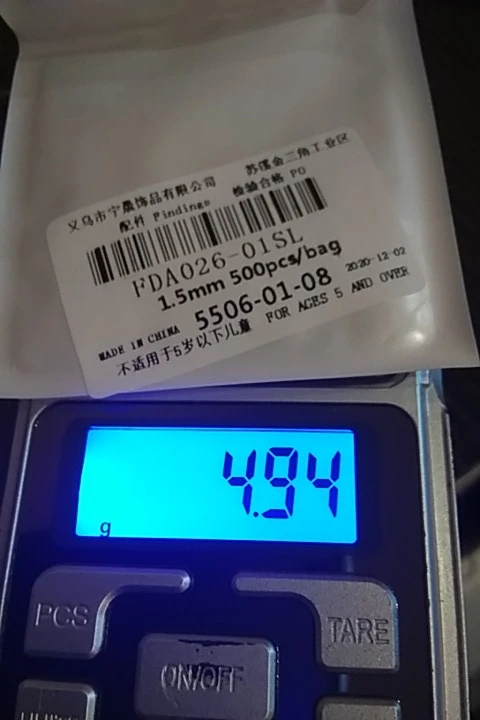 义乌市宁晟饰品有限公司 苏溪金三角工业区
配件 Findings 检验合格 PO
FDA026-01SL
1.5mm 500pcs/bag
5506-01-08 2020-12-02
MADE IN CHINA FOR AGES 5 AND OVER
不适用于5岁以下儿童
4.94
g
PCS
TARE
ON/OFF